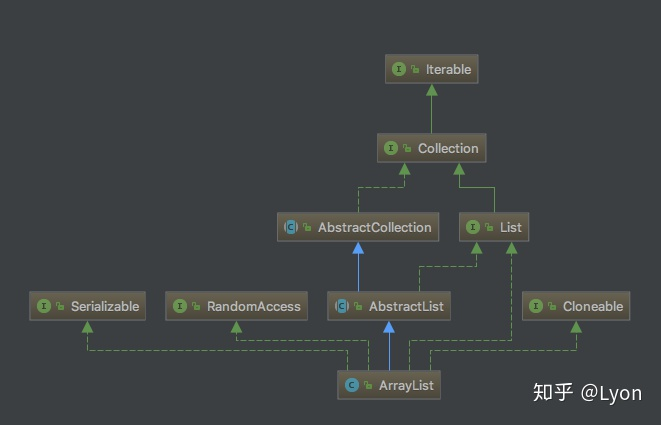 Iterable
Collection
AbstractCollection
List
Serializable
RandomAccess
AbstractList
Cloneable
ArrayList
知乎 @Lyon